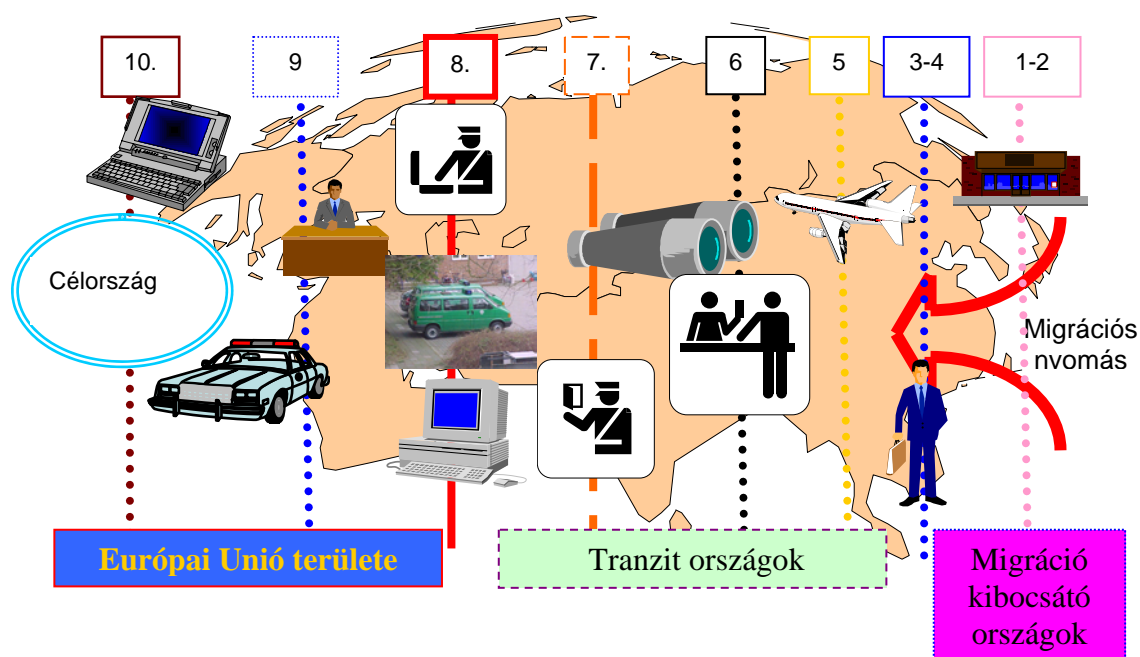 10.
9
8.
7.
6
5
3-4
1-2
Célország
Migrációs
nyomás
Európai Unió területe
Tranzit országok
Migráció
kibocsátó
országok